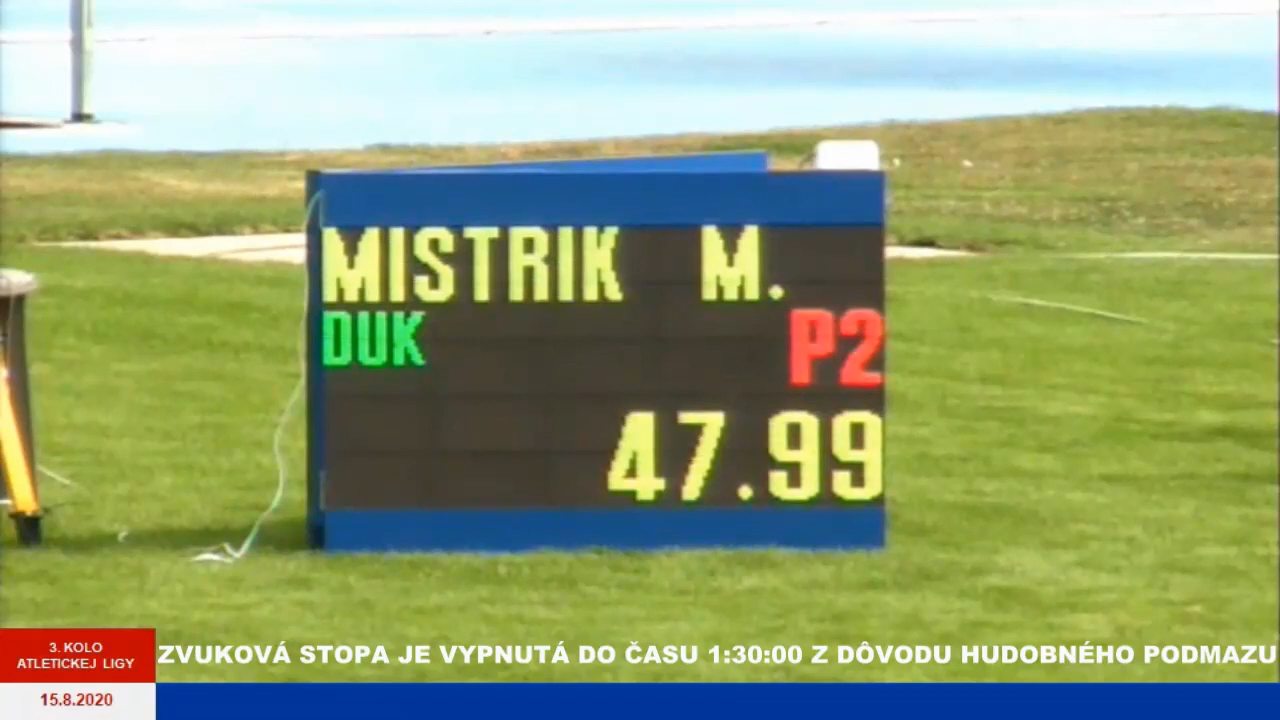 MISTRIK M.
DUK P2
47.99
3. KOLO
ATLETICKEJ LIGY
ZVUKOVÁ STOPA JE VYPNUTÁ DO ČASU 1:30:00 Z DÔVODU HUDOBNÉHO PODMAZU
15.8.2020